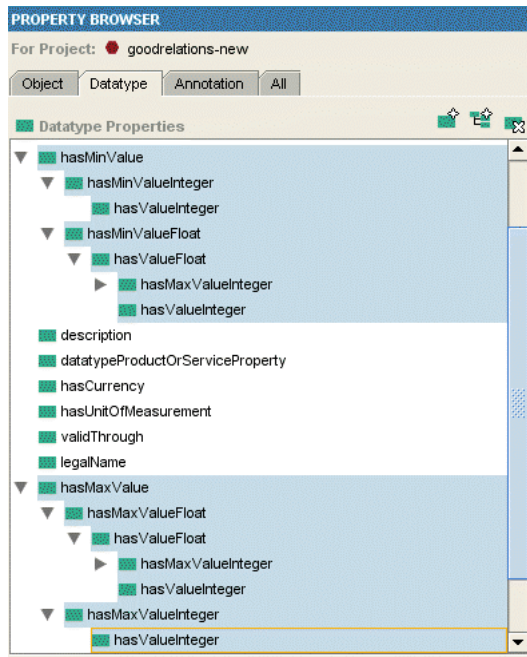 PROPERTY BROWSER
For Project: goodrelations-new
Object Datatype Annotation All
Datatype Properties
hasMinValue
hasMinValueInteger
hasValueInteger
hasMinValueFloat
hasValueFloat
hasMaxValueInteger
hasValueInteger
description
datatypeProductOrServiceProperty
hasCurrency
hasUnitOfMeasurement
validThrough
legalName
hasMaxValue
hasMaxValueFloat
hasValueFloat
hasMaxValueInteger
hasValueInteger
hasMaxValueInteger
hasValueInteger